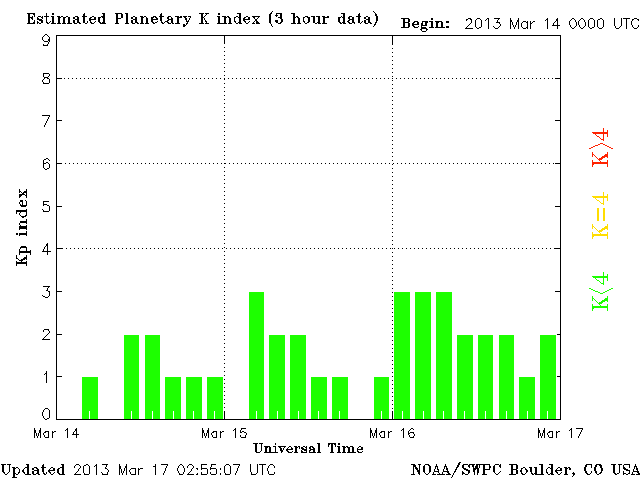 Estimated Planetary K index (3 hour data)
Begin: 2013 Mar 14 0000 UTC
9
8
7
6
5
4
3
2
1
0
Kp index
K>4
K=4
K<4
Mar 14
Mar 15
Mar 16
Mar 17
Universal Time
Updated 2013 Mar 17 02:55:07 UTC
NOAA/SWPC Boulder, CO USA